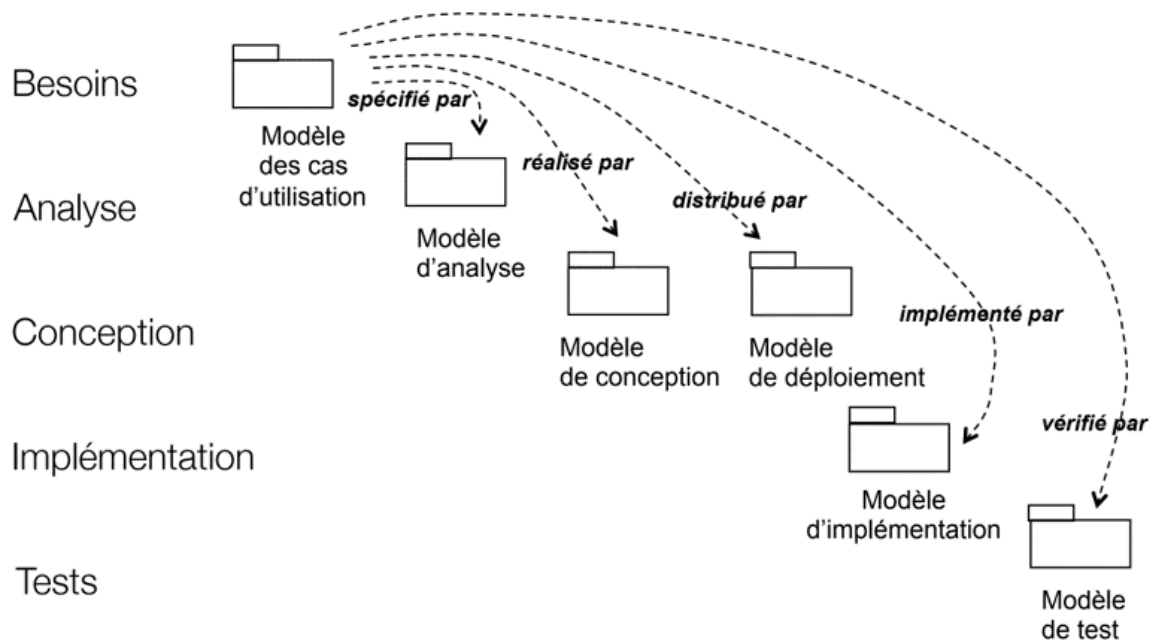 Besoins
spécifié par
Modèle
des cas
d'utilisation
réalisé par
Analyse
distribué par
Modèle
d'analyse
implémenté par
Conception
Modèle
de conception
Modèle
de déploiement
vérifié par
Implémentation
Modèle
d'implémentation
Tests
Modèle
de test